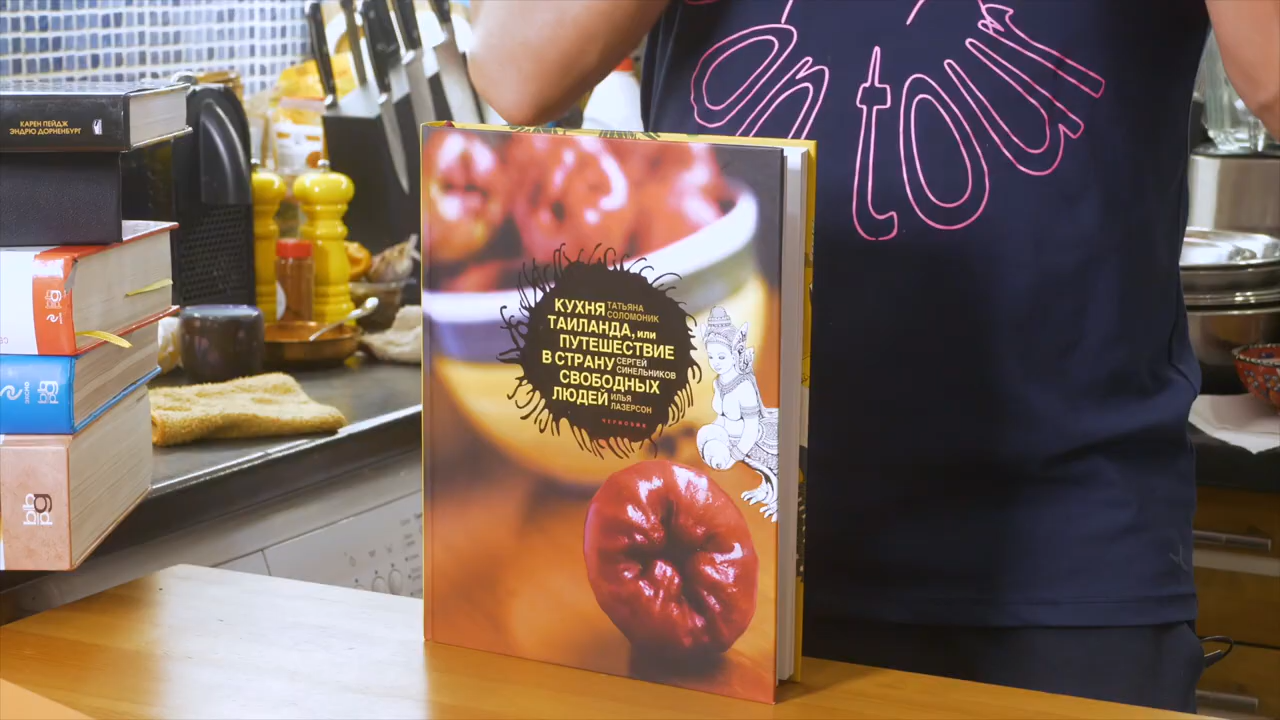 on tour
КАРЕН ПЕЙДЖ
ЭНДРЮ ДОРНЕНБУРГ
КУХНЯ ТАТЬЯНА СОЛОМОНИК
ТАИЛАНДА, или
ПУТЕШЕСТВИЕ
В СТРАНУ СЕРГЕЙ СИНЕЛЬНИКОВ
СВОБОДНЫХ
ЛЮДЕЙ ИЛЬЯ ЛАЗЕРСОН
ЧЕРНОВИК